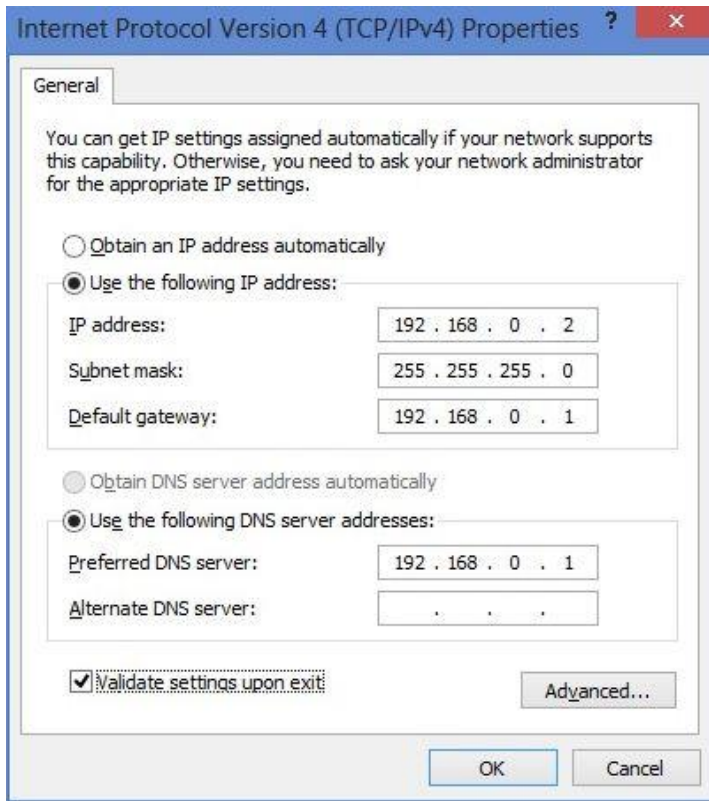 Internet Protocol Version 4 (TCP/IPv4) Properties ? ×
General
You can get IP settings assigned automatically if your network supports
this capability. Otherwise, you need to ask your network administrator
for the appropriate IP settings.
Obtain an IP address automatically
Use the following IP address:
IP address: 192 . 168 . 0 . 2
Subnet mask: 255 . 255 . 255 . 0
Default gateway: 192 . 168 . 0 . 1
Obtain DNS server address automatically
Use the following DNS server addresses:
Preferred DNS server: 192 . 168 . 0 . 1
Alternate DNS server: . . .
Validate settings upon exit
Advanced...
OK Cancel